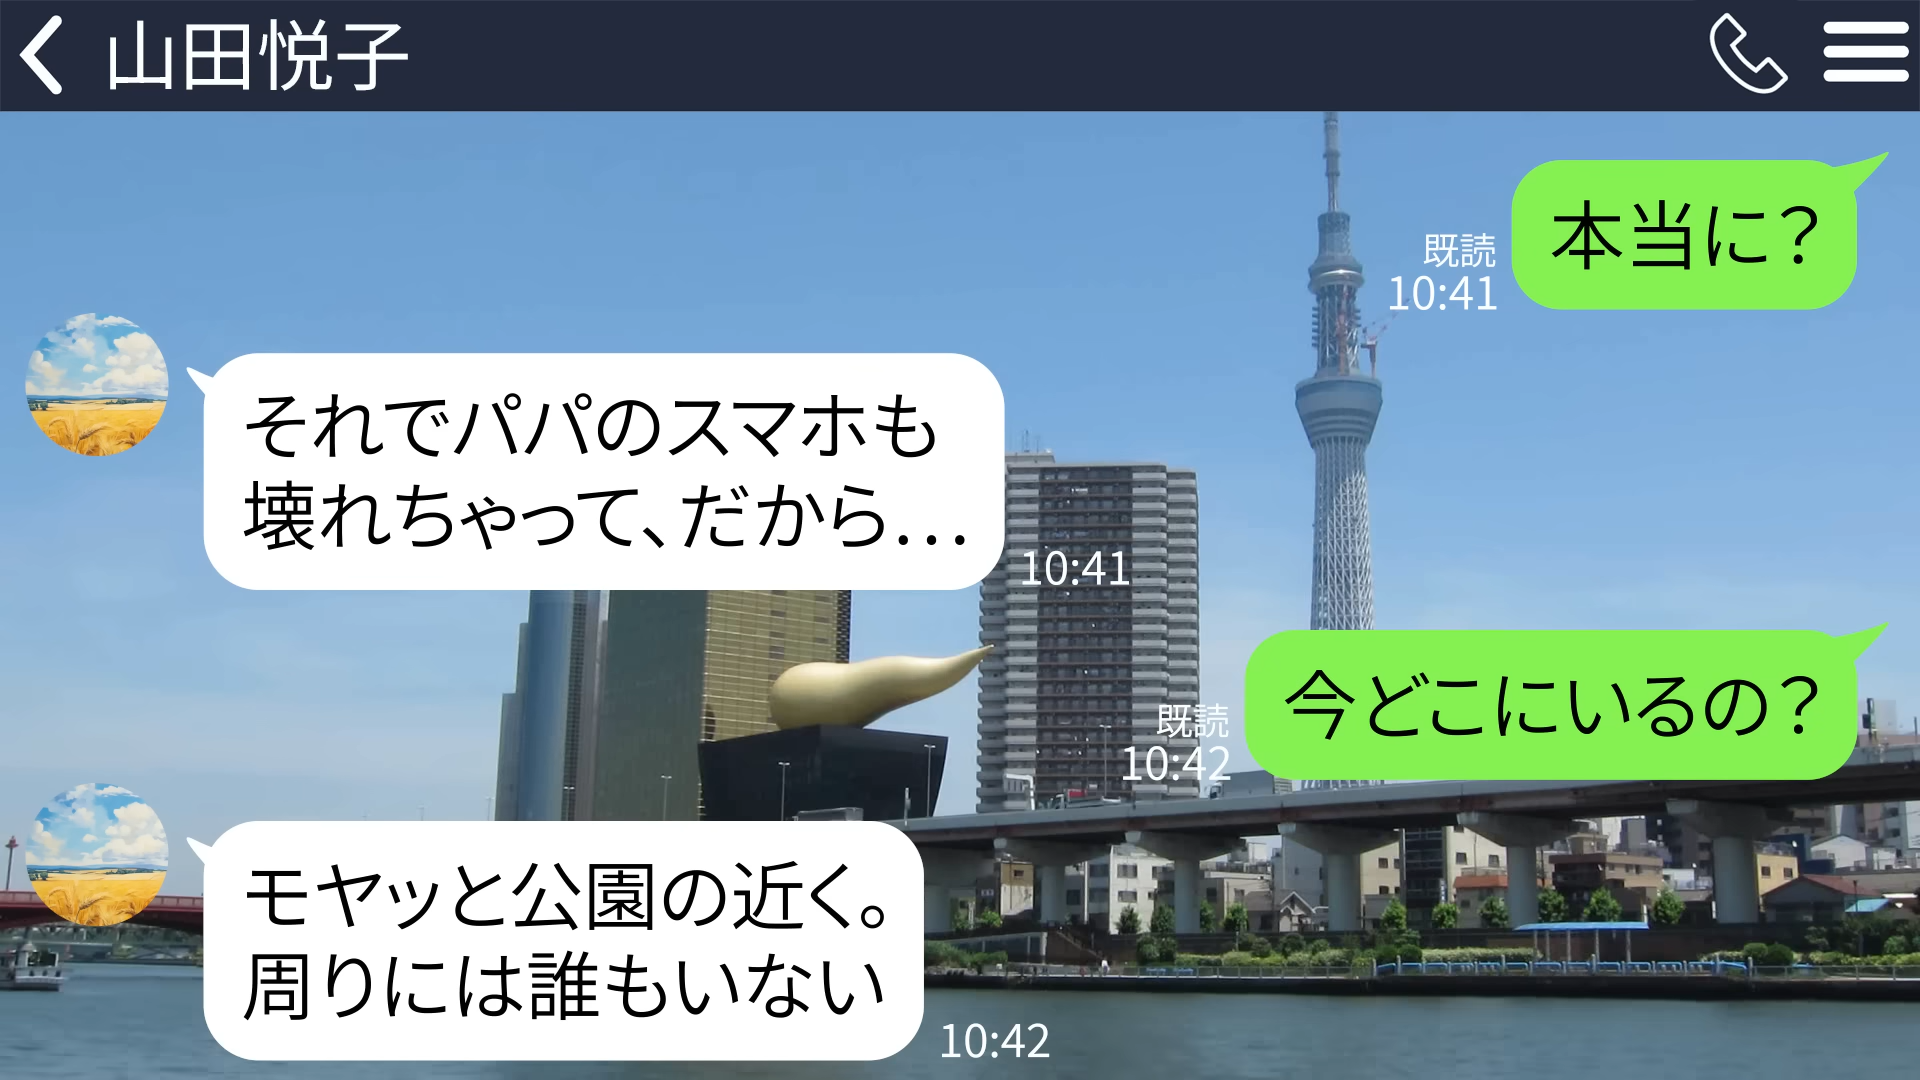 山田悦子
本当に？
既読
10:41
それでパパのスマホも
壊れちゃって、だから…
10:41
今どこにいるの？
既読
10:42
モヤッと公園の近く。
周りには誰もいない
10:42